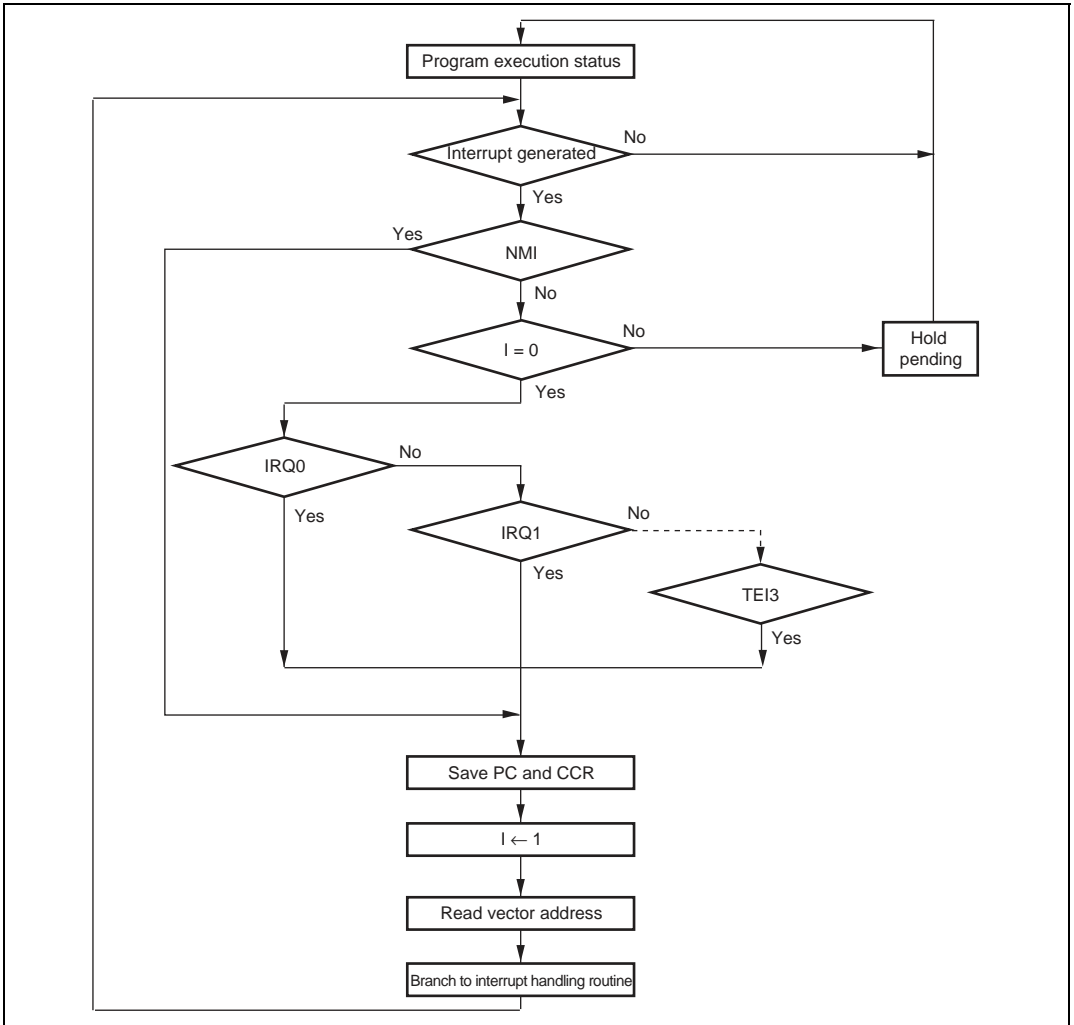 Program execution status
Interrupt generated
No
Yes
Yes
NMI
No
I = 0
No
Hold
pending
Yes
IRQ0
No
Yes
IRQ1
No
Yes
TEI3
Yes
Save PC and CCR
I ← 1
Read vector address
Branch to interrupt handling routine